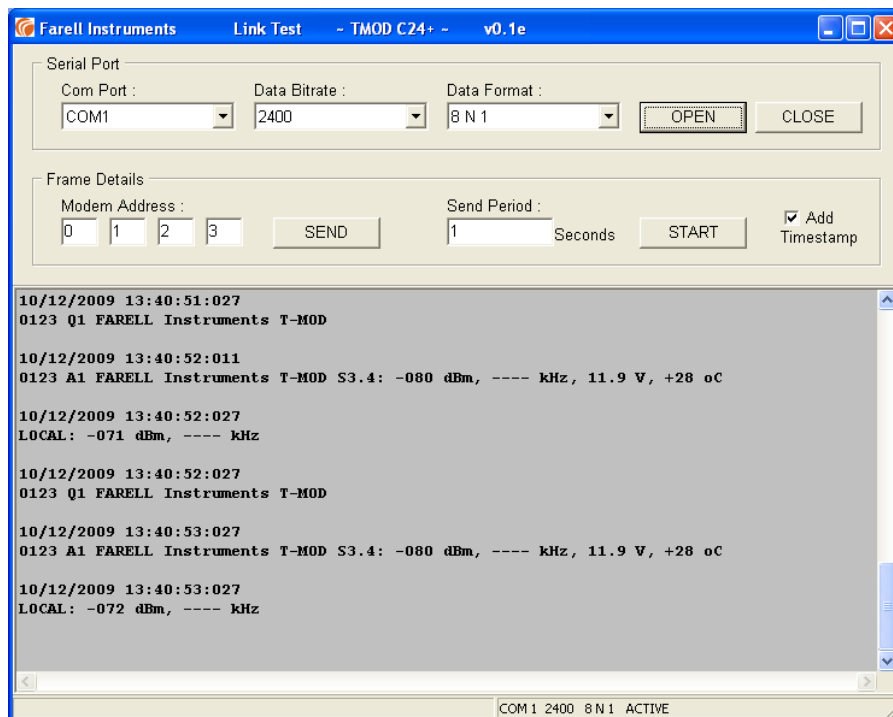 Farell Instruments Link Test ~ TMOD C24+ ~ v0.1e
Serial Port
Com Port : Data Bitrate : Data Format :
COM1 2400 8 N 1 OPEN CLOSE
Frame Details
Modem Address : Send Period :
0 1 2 3 SEND 1 Seconds START Add Timestamp
10/12/2009 13:40:51:027
0123 Q1 FARELL Instruments T-MOD
10/12/2009 13:40:52:011
0123 A1 FARELL Instruments T-MOD S3.4: -080 dBm, ---- kHz, 11.9 V, +28 oC
10/12/2009 13:40:52:027
LOCAL: -071 dBm, ---- kHz
10/12/2009 13:40:52:027
0123 Q1 FARELL Instruments T-MOD
10/12/2009 13:40:53:027
0123 A1 FARELL Instruments T-MOD S3.4: -080 dBm, ---- kHz, 11.9 V, +28 oC
10/12/2009 13:40:53:027
LOCAL: -072 dBm, ---- kHz
COM 1 2400 8 N 1 ACTIVE